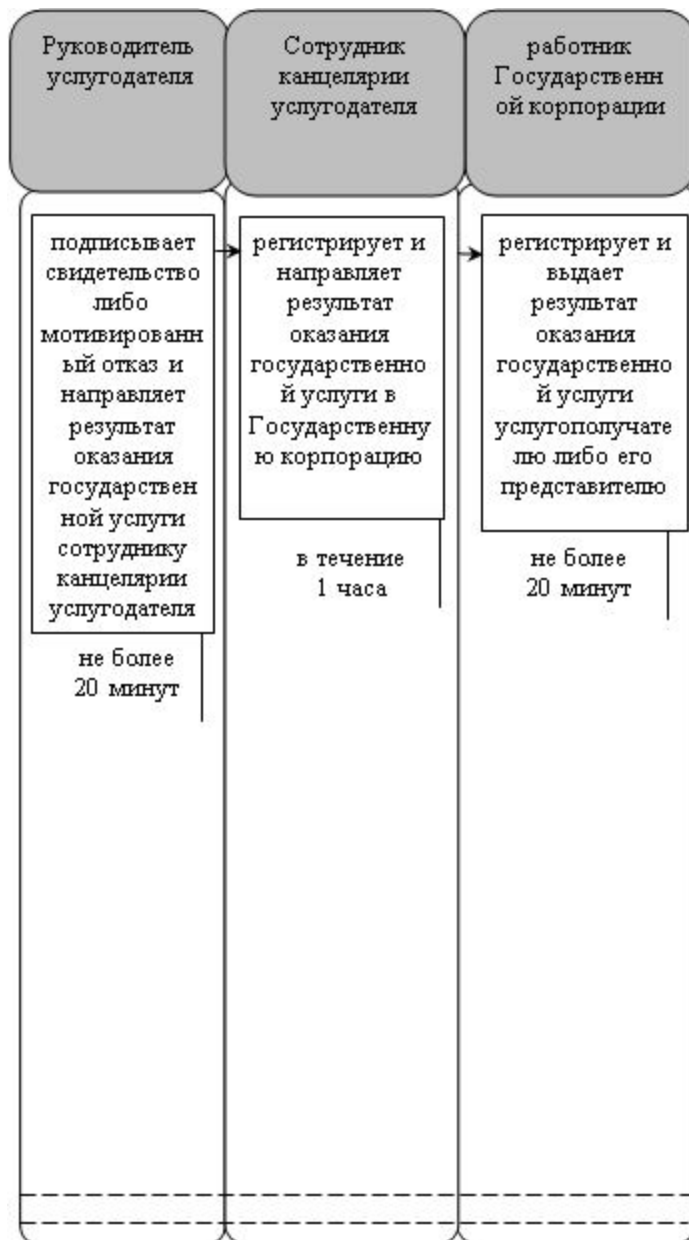 Руководитель
услугодателя
Сотрудник
канцелярии
услугодателя
работник
Государственн
ой корпорации
подписывает
свидетельство
либо
мотивированн
ый отказ и
направляет
результат
оказания
государствен
ной услуги
сотруднику
канцелярии
услугодателя
не более
20 минут
регистрирует и
направляет
результат
оказания
государственно
й услуги в
Государственну
ю корпорацию
в течение
1 часа
регистрирует и
выдает
результат
оказания
государственно
й услуги
услугополучате
лю либо его
представителю
не более
20 минут